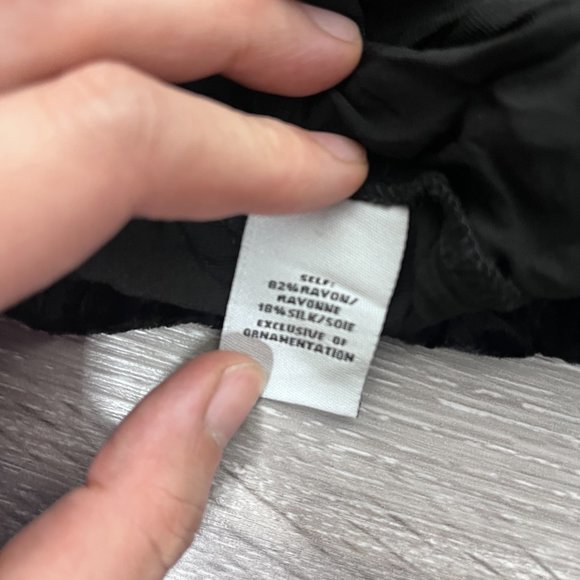 SELF:
82% RAYON/
RAYONNE
18% SILK/SOIE
EXCLUSIVE OF
ORNAMENTATION